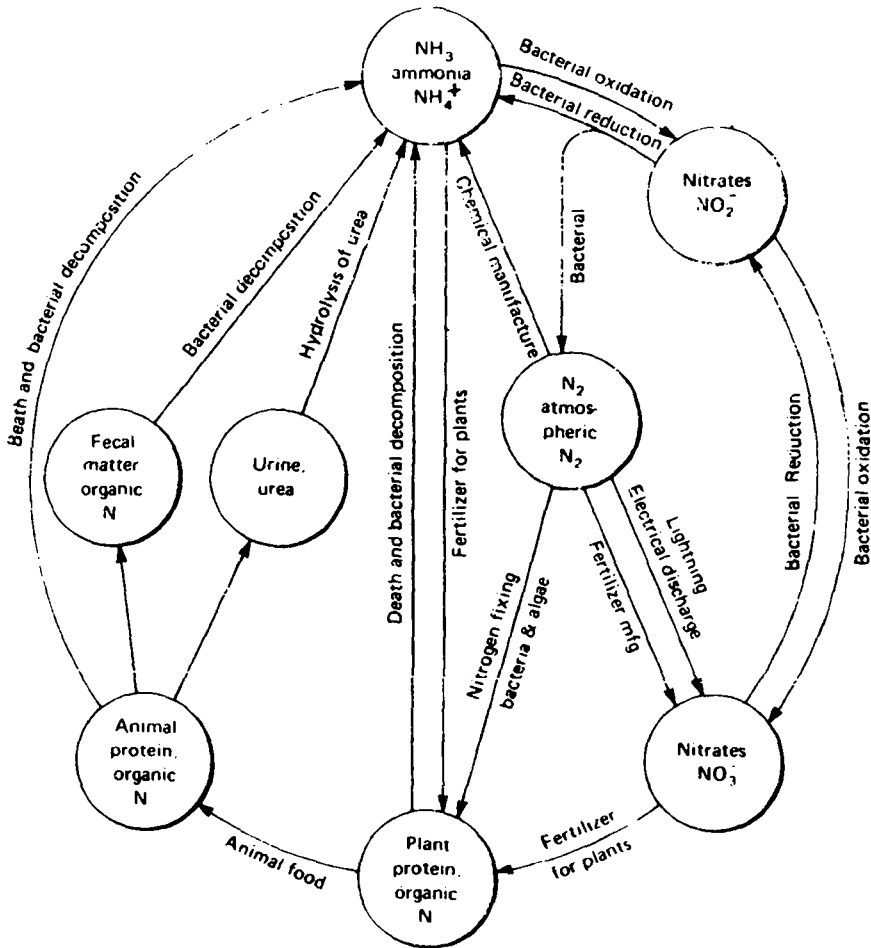 NH₃
ammonia
NH₄⁺
Bacterial oxidation
Bacterial reduction
Nitrates
NO₂⁻
Beath and bacterial decomposition
Bacterial decomposition
Hydrolysis of urea
Death and bacterial decomposition
Fertilizer for plants
Chemical manufacture
Bacterial
N₂
atmos-
pheric
N₂
Bacterial Reduction
Bacterial oxidation
Fecal
matter
organic
N
Urine,
urea
Nitrogen fixing
bacteria & algae
Fertilizer mfg
Lightning
Electrical discharge
Animal
protein,
organic
N
Nitrates
NO₃⁻
Animal food
Plant
protein,
organic
N
Fertilizer
for plants